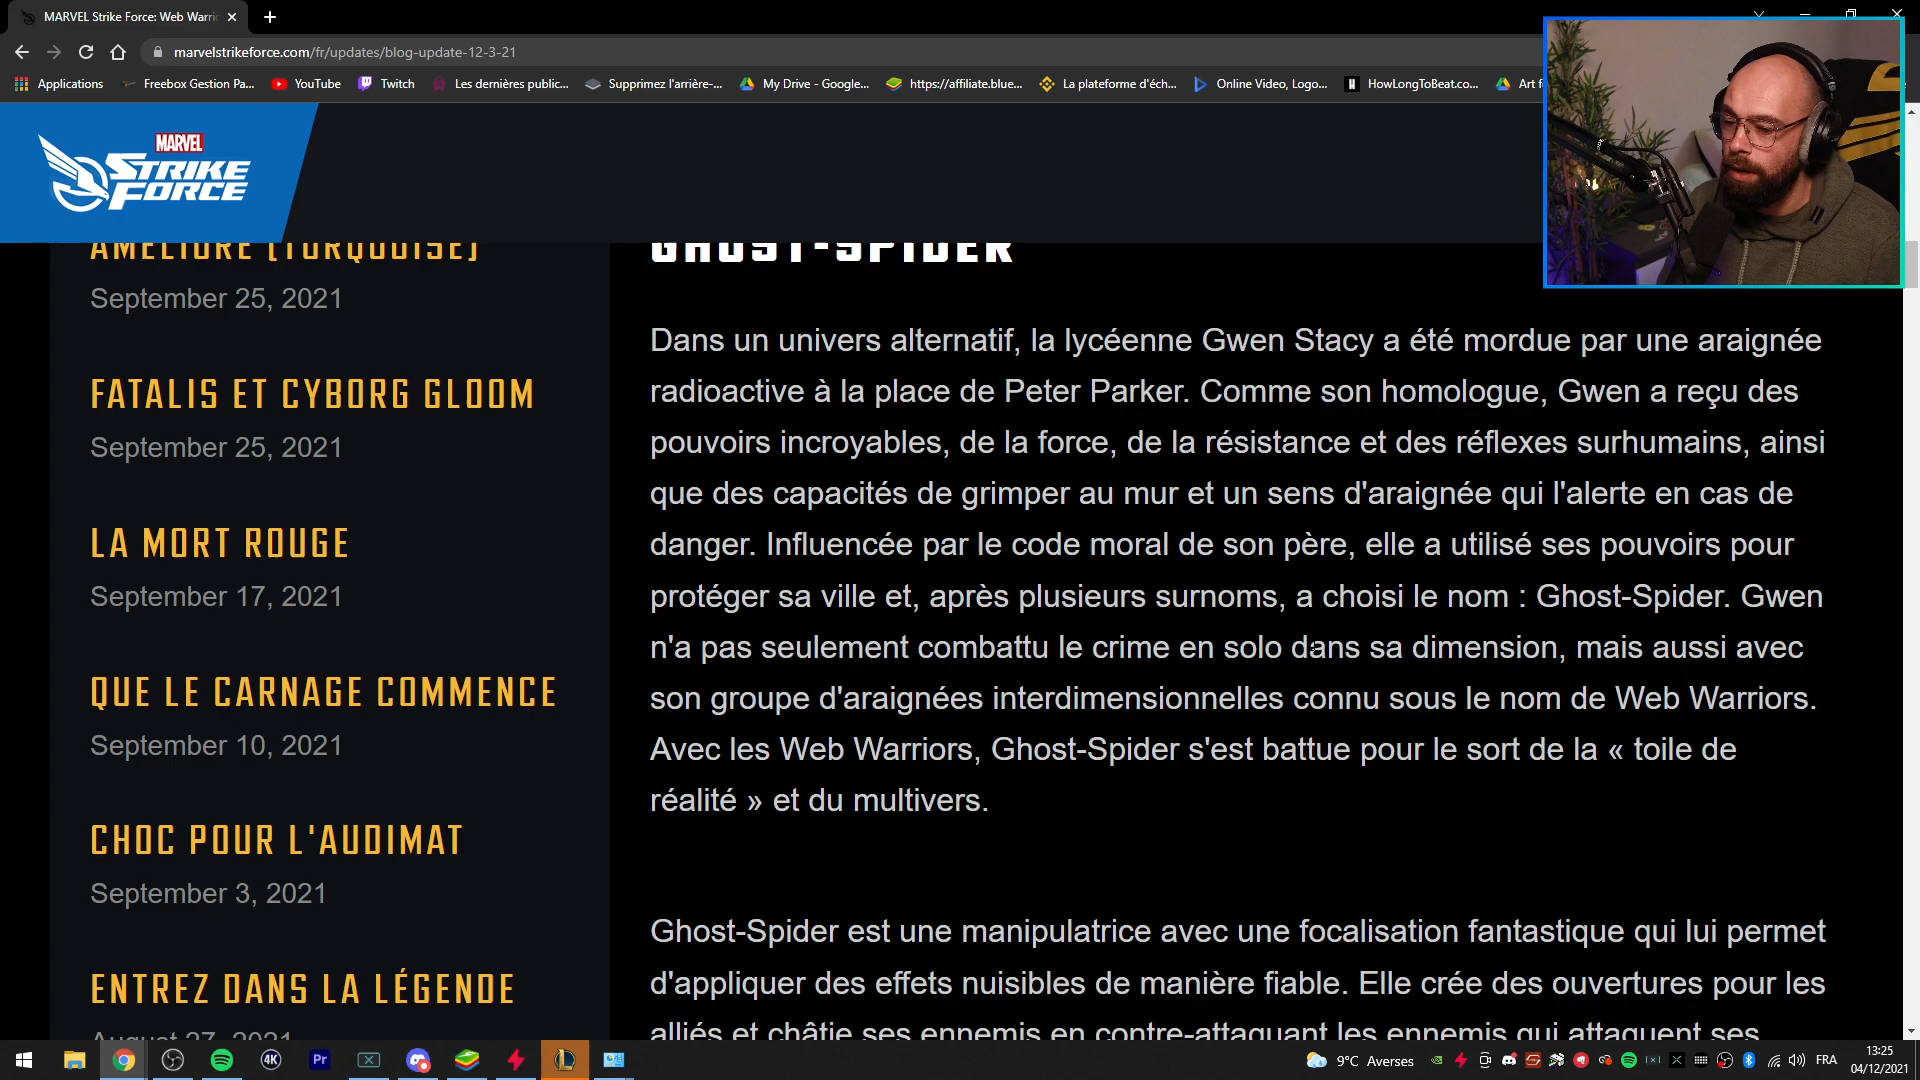 MARVEL Strike Force: Web Warri
marvelstrikeforce.com/fr/updates/blog-update-12-3-21
Applications
Freebox Gestion Pa...
YouTube
Twitch
Les dernières public...
Supprimez l'arrière-...
My Drive - Google...
https://affiliate.blue...
La plateforme d'éch...
Online Video, Logo...
HowLongToBeat.co...
Art f
MARVEL
STRIKE
FORCE
AMÉLIORÉ (TURQUOISE)
September 25, 2021
FATALIS ET CYBORG GLOOM
September 25, 2021
LA MORT ROUGE
September 17, 2021
QUE LE CARNAGE COMMENCE
September 10, 2021
CHOC POUR L'AUDIMAT
September 3, 2021
ENTREZ DANS LA LÉGENDE
August 27, 2021
GHOST-SPIDER
Dans un univers alternatif, la lycéenne Gwen Stacy a été mordue par une araignée
radioactive à la place de Peter Parker. Comme son homologue, Gwen a reçu des
pouvoirs incroyables, de la force, de la résistance et des réflexes surhumains, ainsi
que des capacités de grimper au mur et un sens d'araignée qui l'alerte en cas de
danger. Influencée par le code moral de son père, elle a utilisé ses pouvoirs pour
protéger sa ville et, après plusieurs surnoms, a choisi le nom : Ghost-Spider. Gwen
n'a pas seulement combattu le crime en solo dans sa dimension, mais aussi avec
son groupe d'araignées interdimensionnelles connu sous le nom de Web Warriors.
Avec les Web Warriors, Ghost-Spider s'est battue pour le sort de la « toile de
réalité » et du multivers.
Ghost-Spider est une manipulatrice avec une focalisation fantastique qui lui permet
d'appliquer des effets nuisibles de manière fiable. Elle crée des ouvertures pour les
alliés et châtie ses ennemis en contre-attaquant les ennemis qui attaquent ses
4K
Pr
9°C Averses
FRA
13:25
04/12/2021